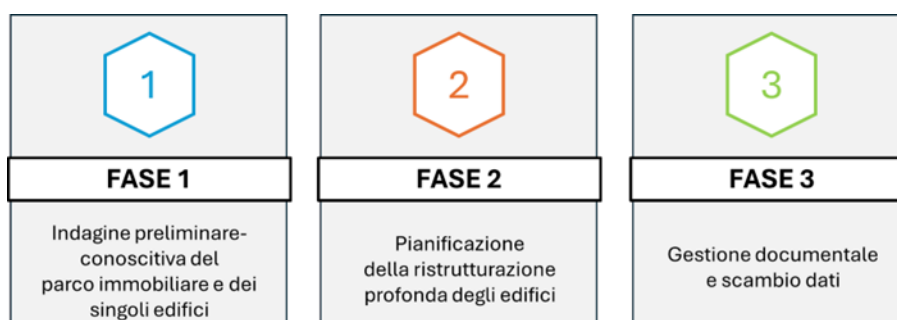 1
FASE 1
Indagine preliminare-
conoscitiva del
parco immobiliare e dei
singoli edifici
2
FASE 2
Pianificazione
della ristrutturazione
profonda degli edifici
3
FASE 3
Gestione documentale
e scambio dati